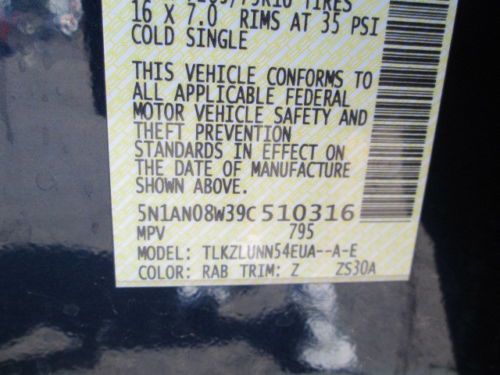 16 X 7.0 RIMS AT 35 PSI
COLD SINGLE
THIS VEHICLE CONFORMS TO
ALL APPLICABLE FEDERAL
MOTOR VEHICLE SAFETY AND
THEFT PREVENTION
STANDARDS IN EFFECT ON
THE DATE OF MANUFACTURE
SHOWN ABOVE.
5N1AN08W39C510316
MPV 795
MODEL: TLKZLUNN54EUA--A-E
COLOR: RAB TRIM: Z ZS30A